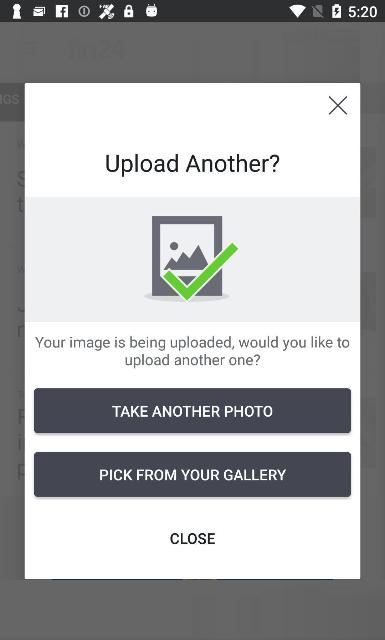 5:20
fin24
Upload Another?
Your image is being uploaded, would you like to
upload another one?
TAKE ANOTHER PHOTO
PICK FROM YOUR GALLERY
CLOSE